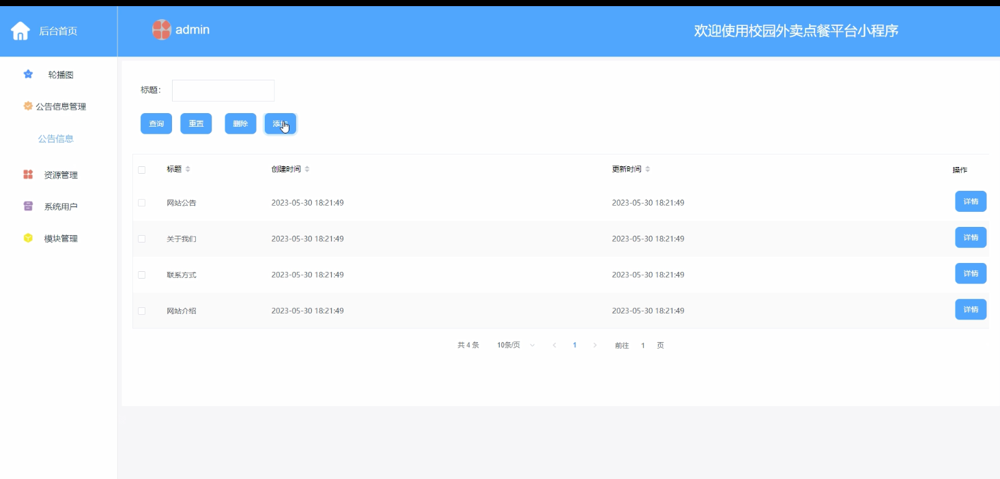 后台首页
admin
欢迎使用校园外卖点餐平台小程序
轮播图
公告信息管理
公告信息
资源管理
系统用户
模块管理
标题:
查询 重置 删除 添加
标题 创建时间 更新时间 操作
网站公告 2023-05-30 18:21:49 2023-05-30 18:21:49 详情
关于我们 2023-05-30 18:21:49 2023-05-30 18:21:49 详情
联系方式 2023-05-30 18:21:49 2023-05-30 18:21:49 详情
网站介绍 2023-05-30 18:21:49 2023-05-30 18:21:49 详情
共 4 条 10条/页 1 前往 1 页